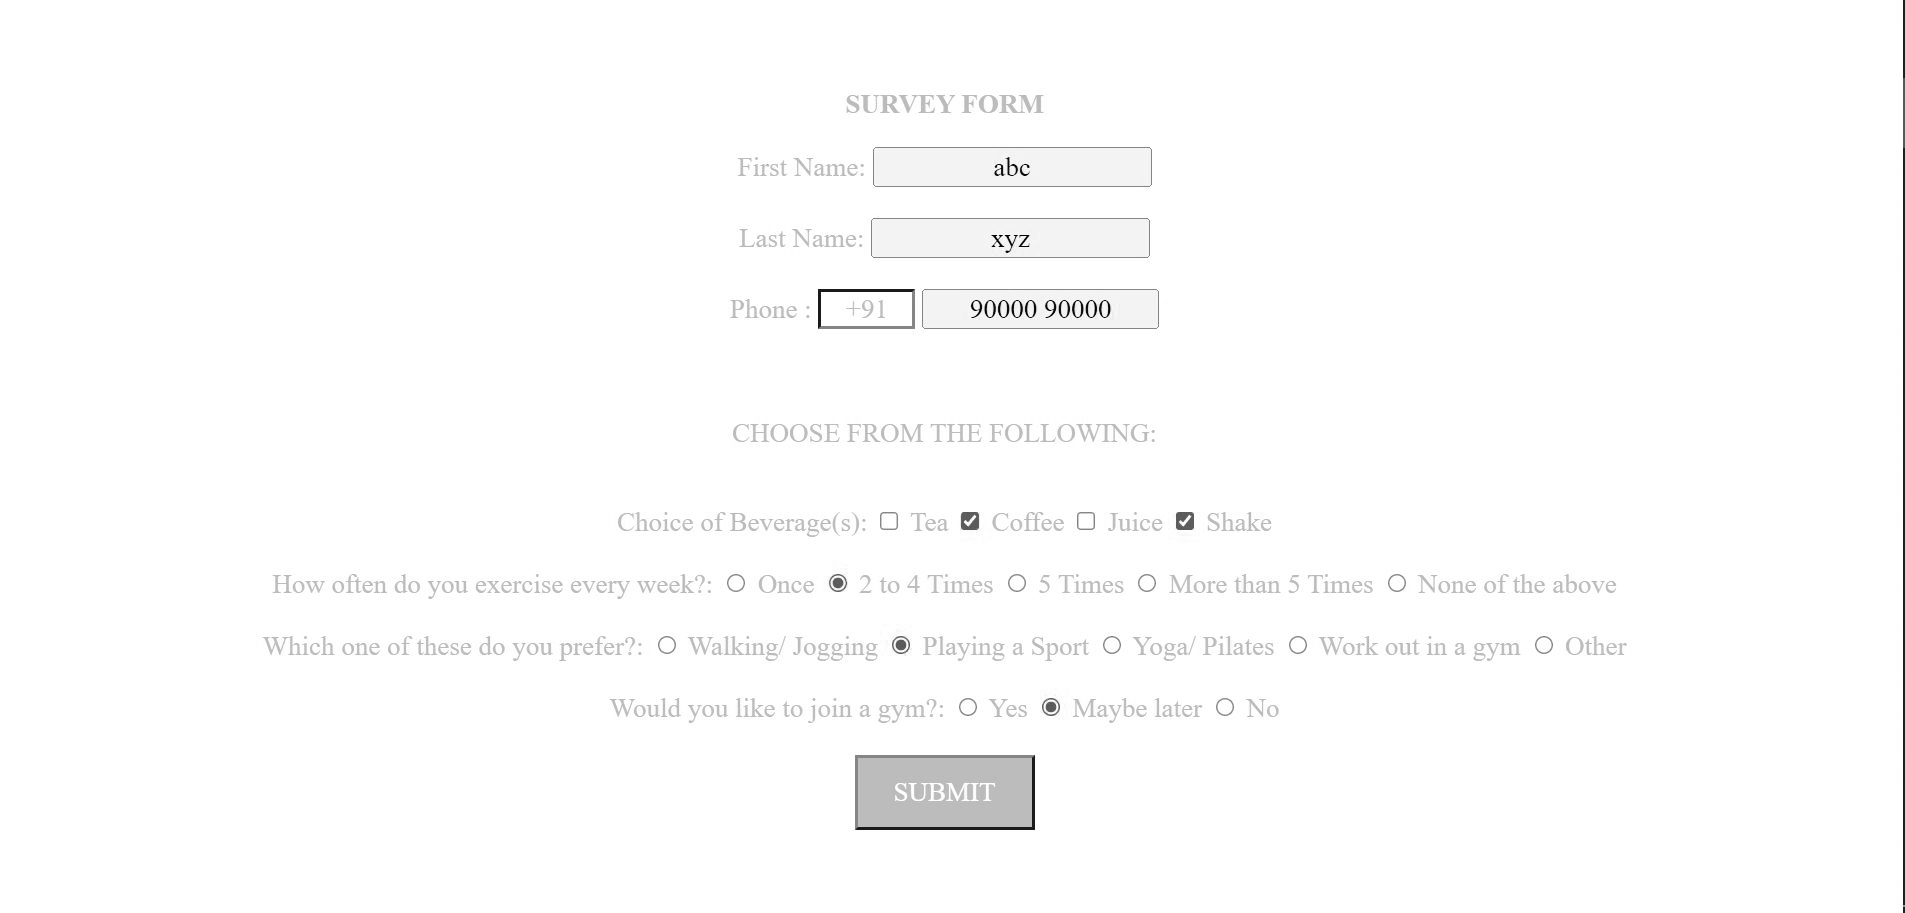 SURVEY FORM
First Name: abc
Last Name: xyz
Phone : +91 90000 90000
CHOOSE FROM THE FOLLOWING:
Choice of Beverage(s): Tea Coffee Juice Shake
How often do you exercise every week?: Once 2 to 4 Times 5 Times More than 5 Times None of the above
Which one of these do you prefer?: Walking/ Jogging Playing a Sport Yoga/ Pilates Work out in a gym Other
Would you like to join a gym?: Yes Maybe later No
SUBMIT